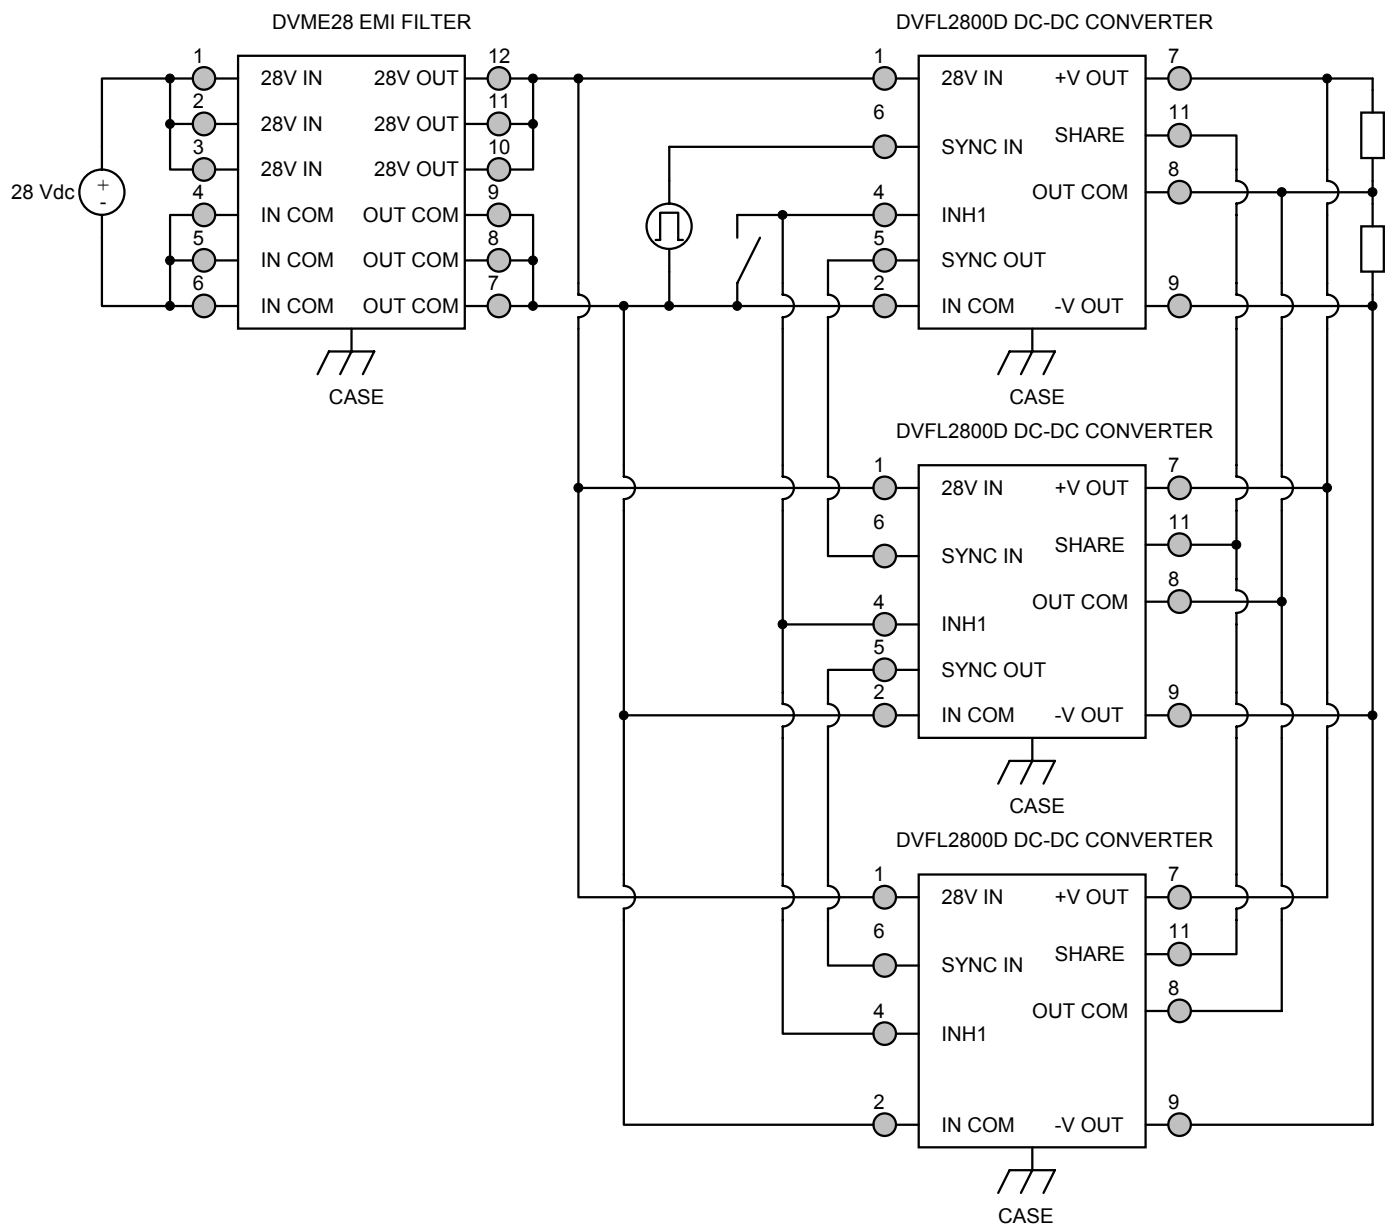 DVME28 EMI FILTER
DVFL2800D DC-DC CONVERTER
1 28V IN 28V OUT 12
2 28V IN 28V OUT 11
3 28V IN 28V OUT 10
28 Vdc + -
4 IN COM OUT COM 9
5 IN COM OUT COM 8
6 IN COM OUT COM 7
CASE
1 28V IN +V OUT 7
6 SYNC IN SHARE 11
OUT COM 8
4 INH1
5 SYNC OUT
2 IN COM -V OUT 9
CASE
DVFL2800D DC-DC CONVERTER
1 28V IN +V OUT 7
6 SYNC IN SHARE 11
OUT COM 8
4 INH1
5 SYNC OUT
2 IN COM -V OUT 9
CASE
DVFL2800D DC-DC CONVERTER
1 28V IN +V OUT 7
6 SYNC IN SHARE 11
OUT COM 8
4 INH1
2 IN COM -V OUT 9
CASE